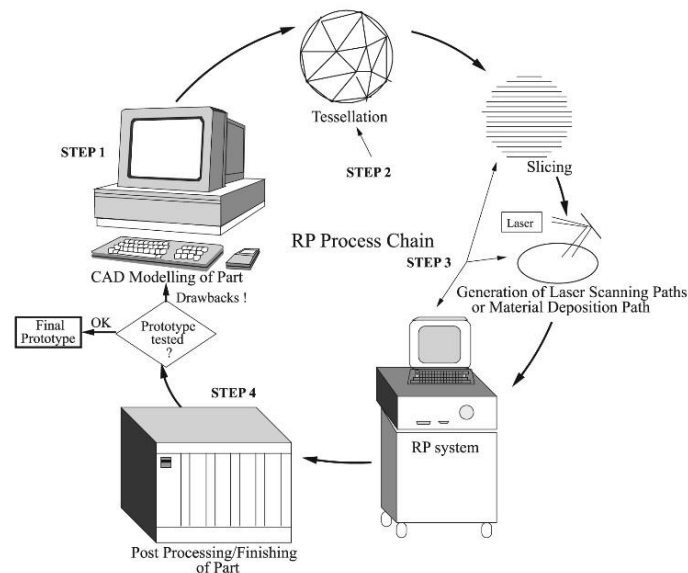 Tessellation
STEP 1
STEP 2
Slicing
Laser
RP Process Chain
STEP 3
CAD Modelling of Part
Generation of Laser Scanning Paths
or Material Deposition Path
Drawbacks !
Final
Prototype
OK
Prototype
tested
?
STEP 4
RP system
Post Processing/Finishing
of Part